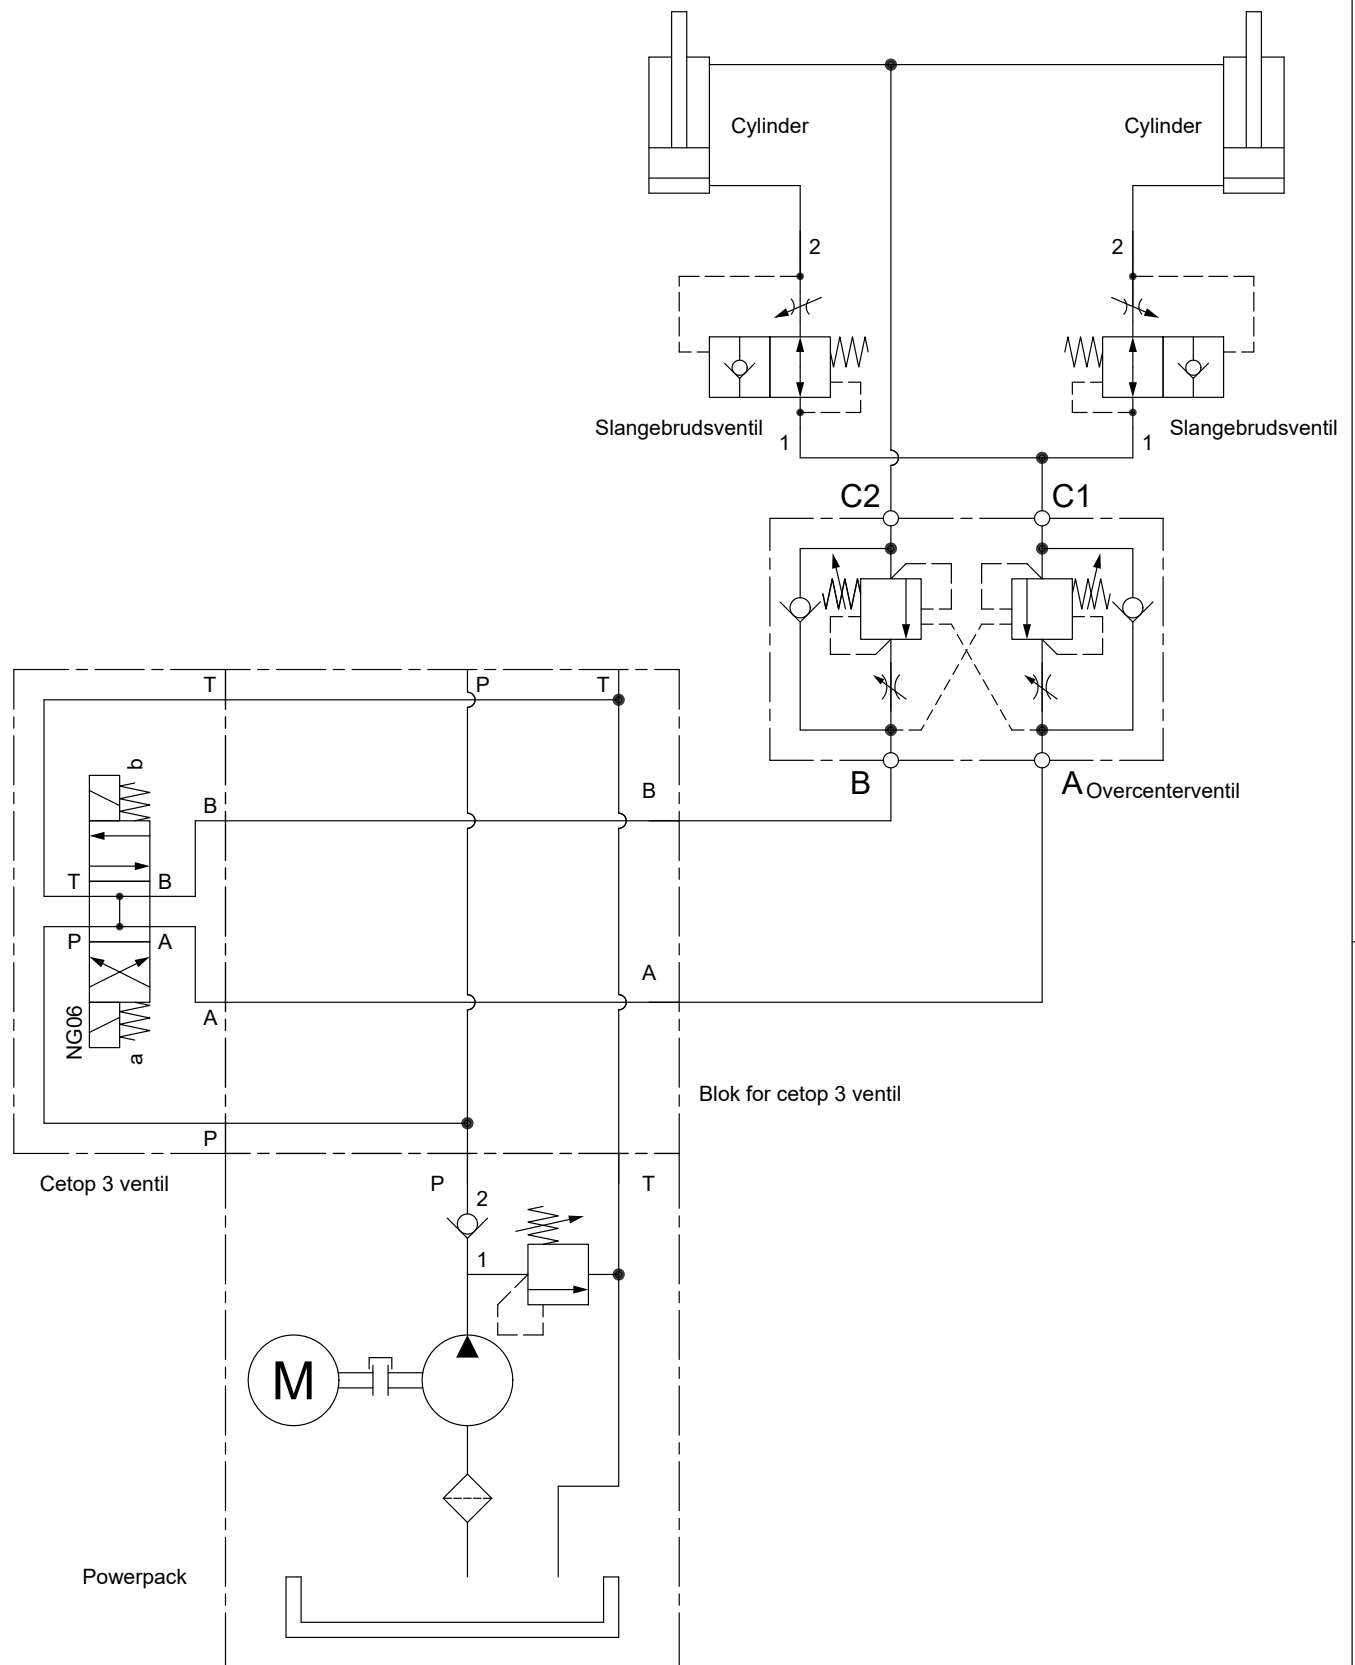 Cylinder
Cylinder
2
2
Slangebrudsventil
1
1
Slangebrudsventil
C2
C1
B
A
Overcenterventil
T
P
T
b
B
B
T
B
P
A
A
NG06
a
A
Blok for cetop 3 ventil
P
Cetop 3 ventil
P
T
2
1
M
Powerpack